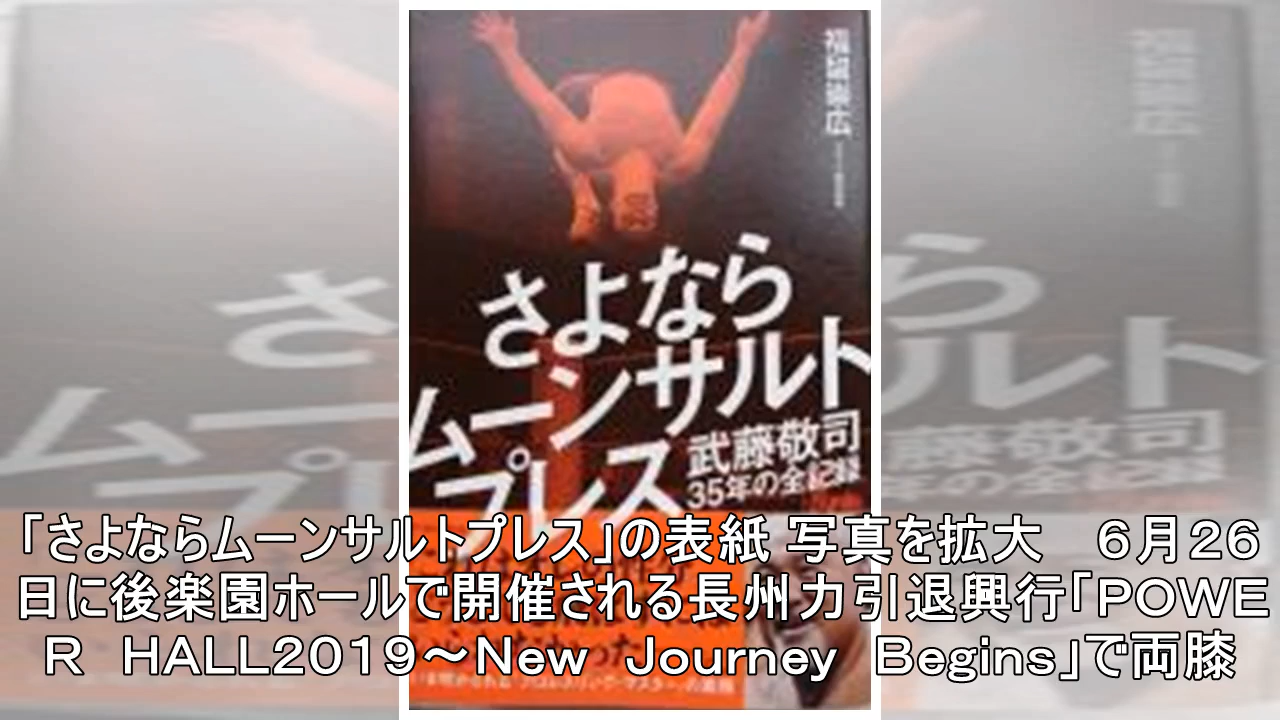 福留崇広
さよなら
ムーンサルト
プレス
武藤敬司
35年の全記録
「さよならムーンサルトプレス」の表紙 写真を拡大　６月２６
日に後楽園ホールで開催される長州力引退興行「ＰＯＷＥ
Ｒ　ＨＡＬＬ２０１９～Ｎｅｗ　Ｊｏｕｒｎｅｙ　Ｂｅｇｉｎｓ」で両膝